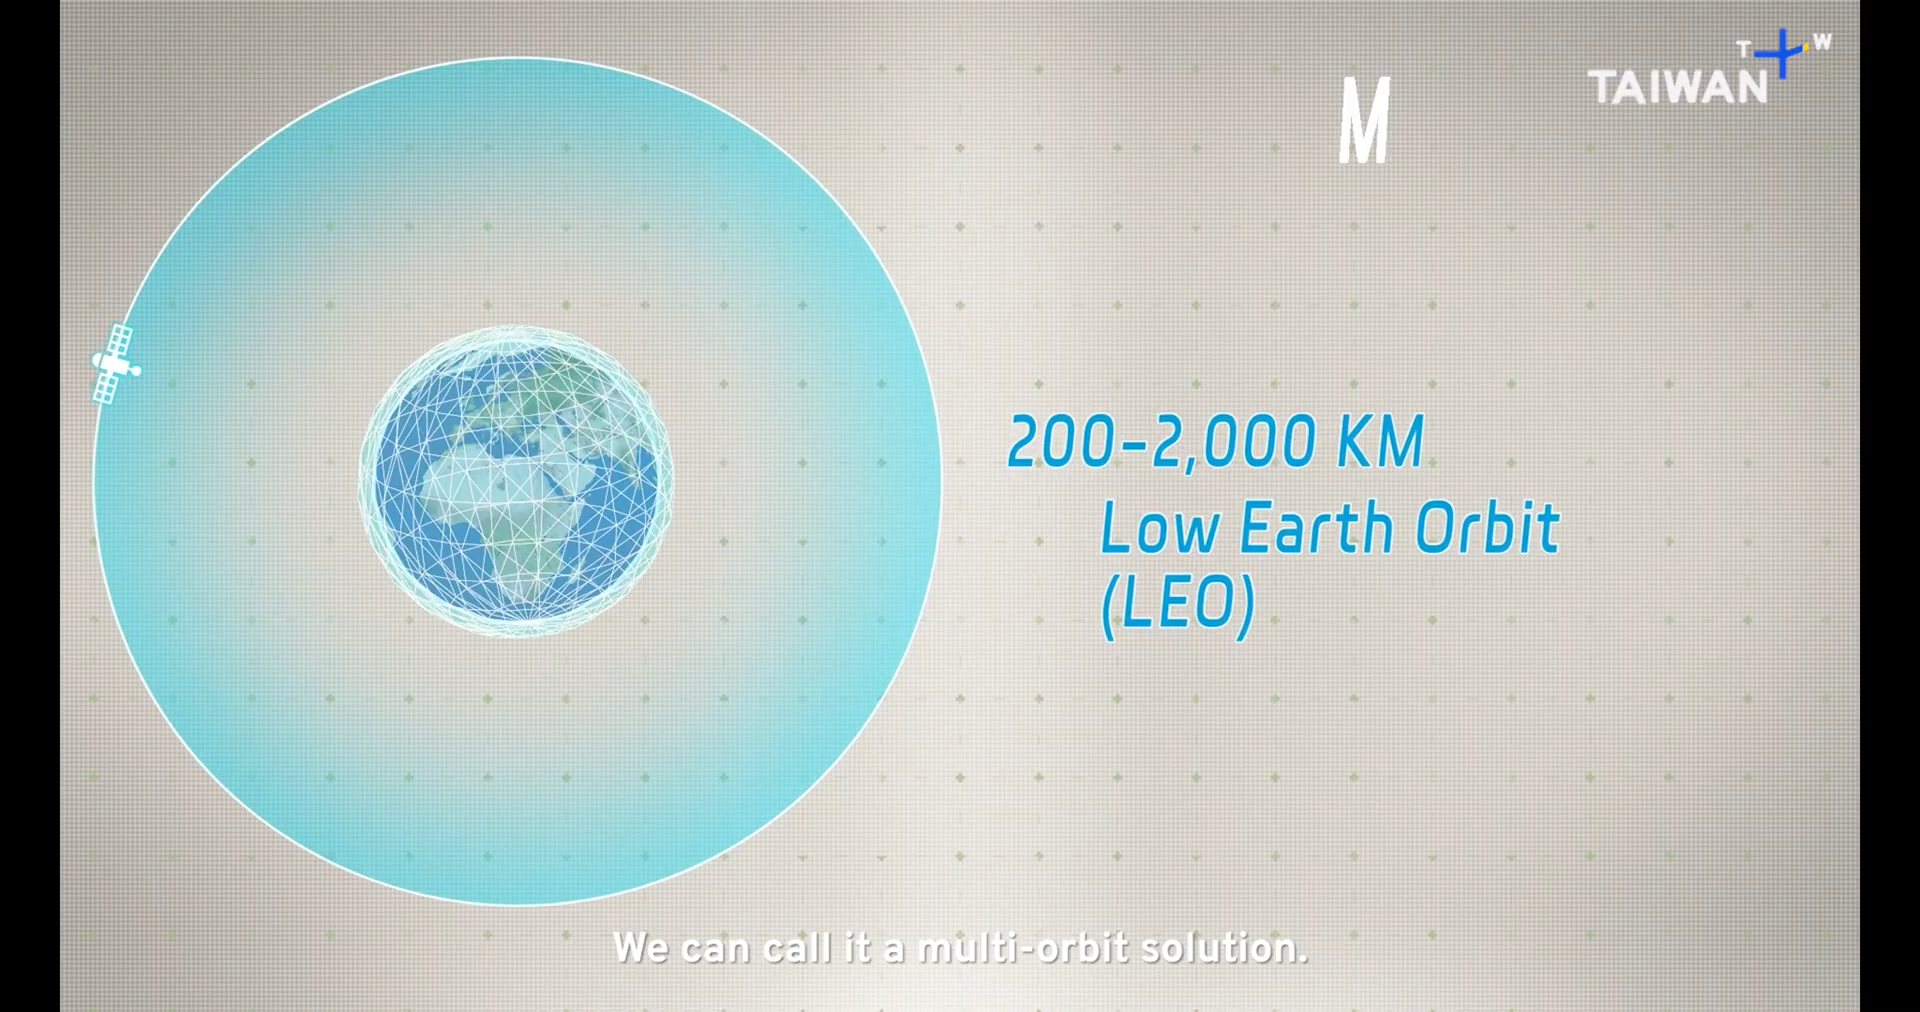 T W
TAIWAN
M
200-2,000 KM
Low Earth Orbit
(LEO)
We can call it a multi-orbit solution.